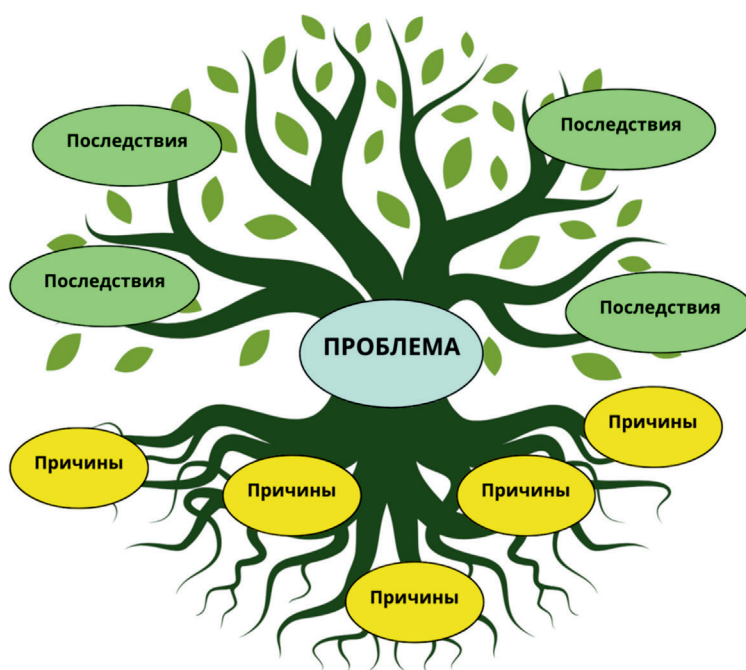 Последствия
Последствия
Последствия
Последствия
ПРОБЛЕМА
Причины
Причины
Причины
Причины
Причины